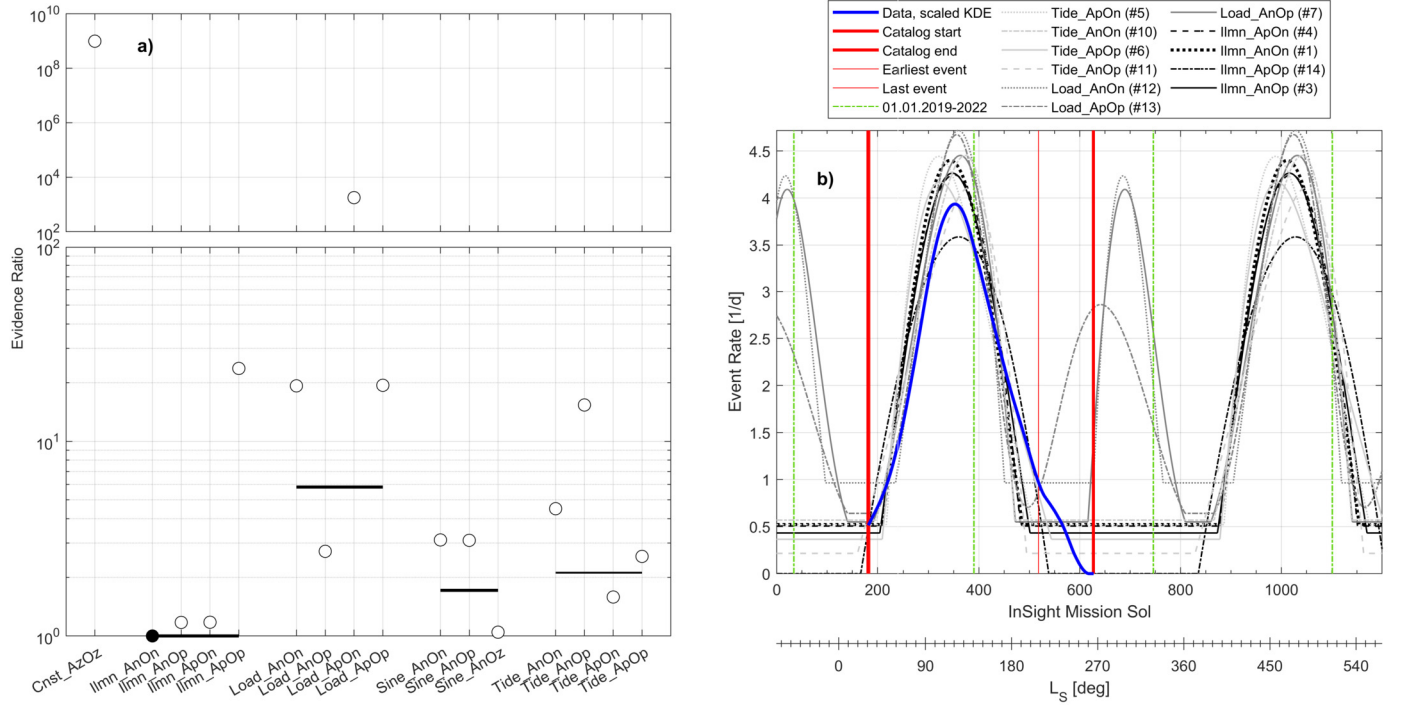 a)
10^10
10^8
10^6
10^4
10^2
10^2
10^1
10^0
Evidence Ratio
Cnst_AzOz
Ilmn_AnOn
Ilmn_AnOp
Ilmn_ApOn
Ilmn_ApOp
Load_AnOn
Load_AnOp
Load_ApOn
Load_ApOp
Sine_AnOn
Sine_AnOp
Sine_AnOz
Tide_AnOn
Tide_AnOp
Tide_ApOn
Tide_ApOp
Data, scaled KDE
Catalog start
Catalog end
Earliest event
Last event
01.01.2019-2022
Tide_ApOn (#5)
Tide_AnOn (#10)
Tide_ApOp (#6)
Tide_AnOp (#11)
Load_AnOn (#12)
Load_ApOp (#13)
Load_AnOp (#7)
Ilmn_ApOn (#4)
Ilmn_AnOn (#1)
Ilmn_ApOp (#14)
Ilmn_AnOp (#3)
b)
4.5
4
3.5
3
2.5
2
1.5
1
0.5
0
Event Rate [1/d]
0 200 400 600 800 1000
InSight Mission Sol
0 90 180 270 360 450 540
L_S [deg]